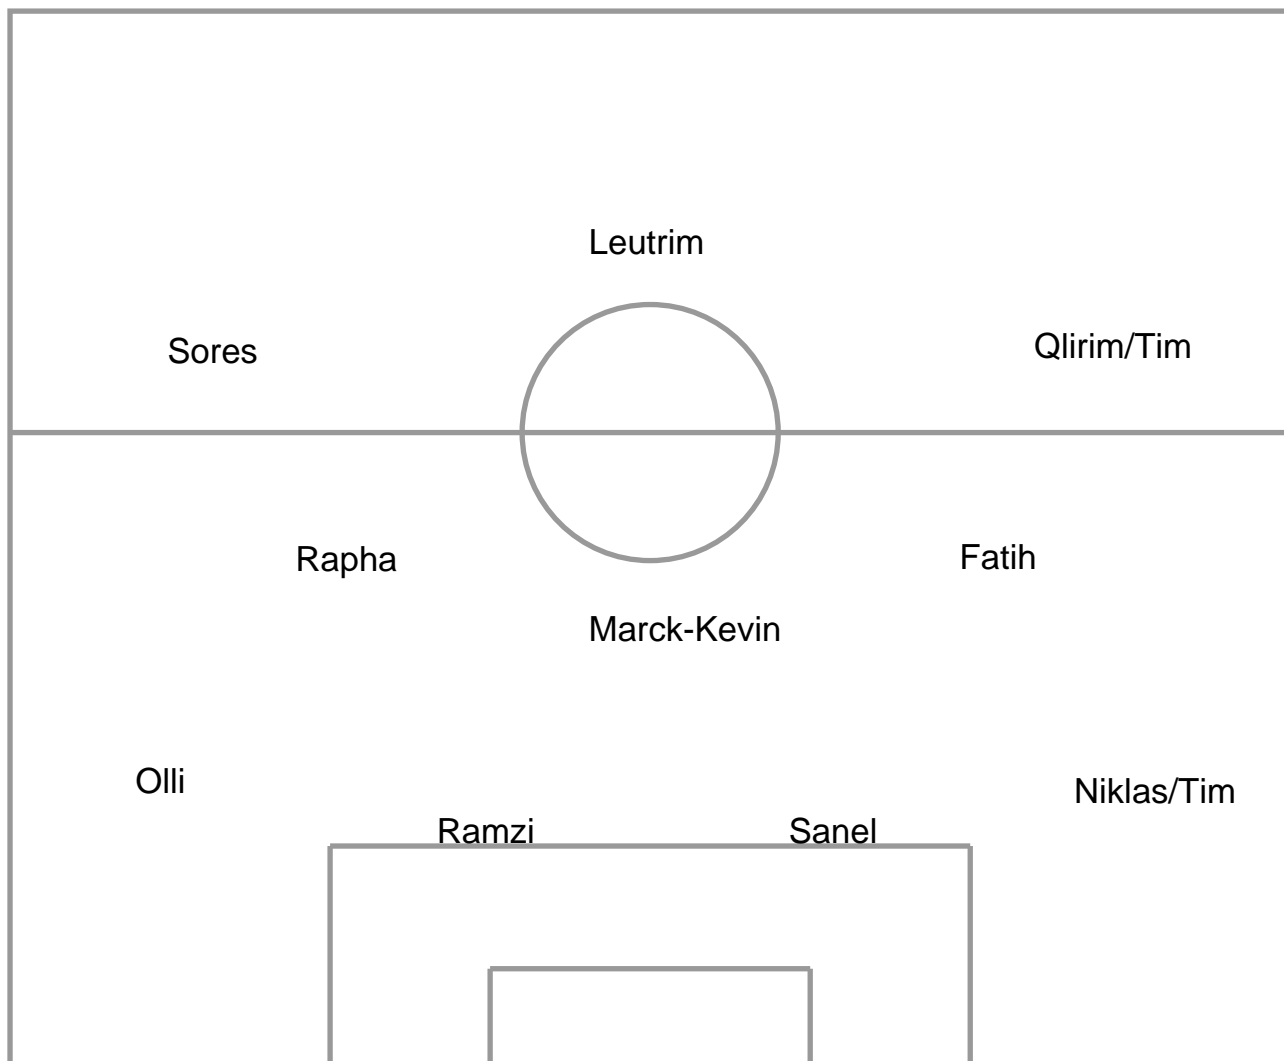 Leutrim
Sores
Qlirim/Tim
Rapha
Fatih
Marck-Kevin
Olli
Niklas/Tim
Ramzi
Sanel